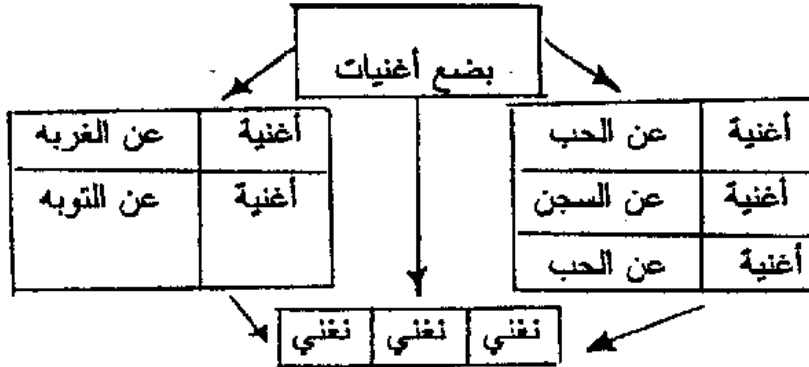 بضع أغنيات
أغنية عن الحب
أغنية عن السجن
أغنية عن الحب
أغنية عن الغربه
أغنية عن التوبه
نغني نغني نغني